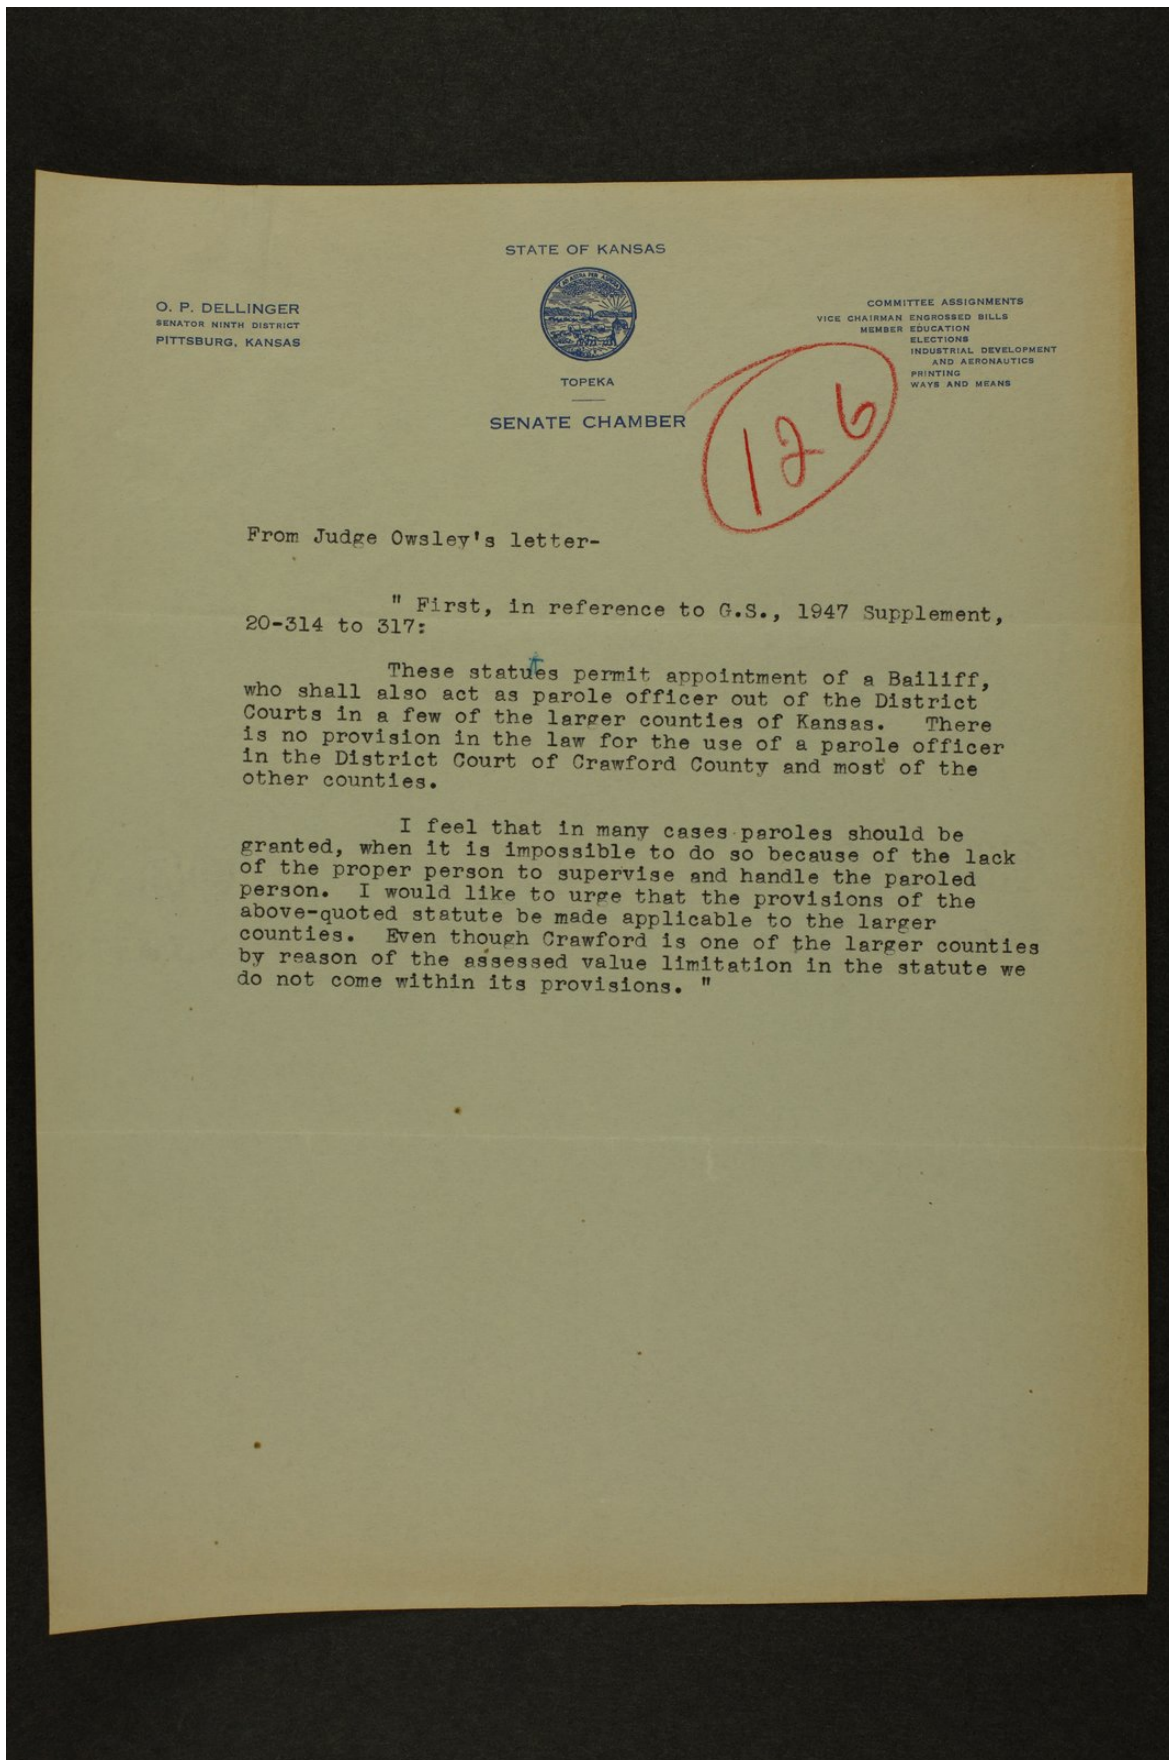 STATE OF KANSAS
O. P. DELLINGER
SENATOR NINTH DISTRICT
PITTSBURG, KANSAS
AD ASTRA PER ASPERA
COMMITTEE ASSIGNMENTS
VICE CHAIRMAN ENGROSSED BILLS
MEMBER EDUCATION
ELECTIONS
INDUSTRIAL DEVELOPMENT
AND AERONAUTICS
PRINTING
WAYS AND MEANS
TOPEKA
SENATE CHAMBER
126
From Judge Owsley's letter-
" First, in reference to G.S., 1947 Supplement,
20-314 to 317:
These statutes permit appointment of a Bailiff,
who shall also act as parole officer out of the District
Courts in a few of the larger counties of Kansas. There
is no provision in the law for the use of a parole officer
in the District Court of Crawford County and most of the
other counties.
I feel that in many cases paroles should be
granted, when it is impossible to do so because of the lack
of the proper person to supervise and handle the paroled
person. I would like to urge that the provisions of the
above-quoted statute be made applicable to the larger
counties. Even though Crawford is one of the larger counties
by reason of the assessed value limitation in the statute we
do not come within its provisions. "